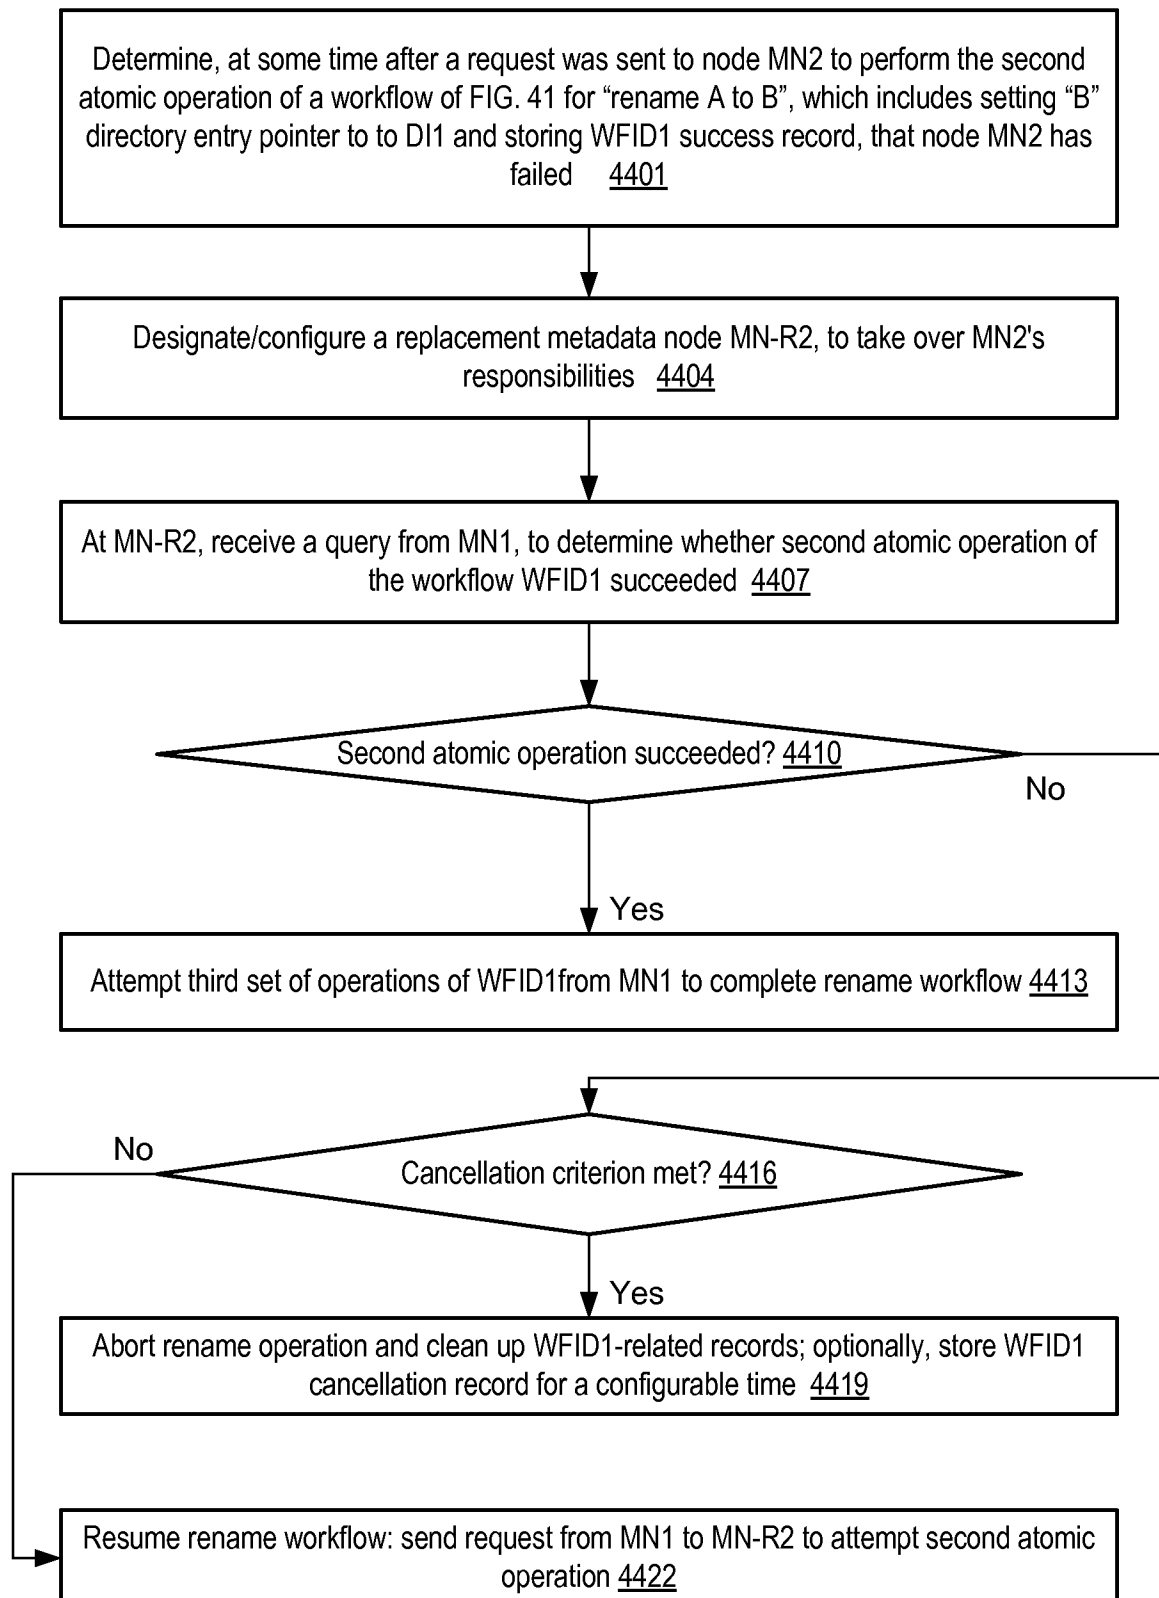 Determine, at some time after a request was sent to node MN2 to perform the second
atomic operation of a workflow of FIG. 41 for “rename A to B”, which includes setting “B”
directory entry pointer to to DI1 and storing WFID1 success record, that node MN2 has
failed 4401
Designate/configure a replacement metadata node MN-R2, to take over MN2's
responsibilities 4404
At MN-R2, receive a query from MN1, to determine whether second atomic operation of
the workflow WFID1 succeeded 4407
Second atomic operation succeeded? 4410
No
Yes
Attempt third set of operations of WFID1from MN1 to complete rename workflow 4413
No
Cancellation criterion met? 4416
Yes
Abort rename operation and clean up WFID1-related records; optionally, store WFID1
cancellation record for a configurable time 4419
Resume rename workflow: send request from MN1 to MN-R2 to attempt second atomic
operation 4422